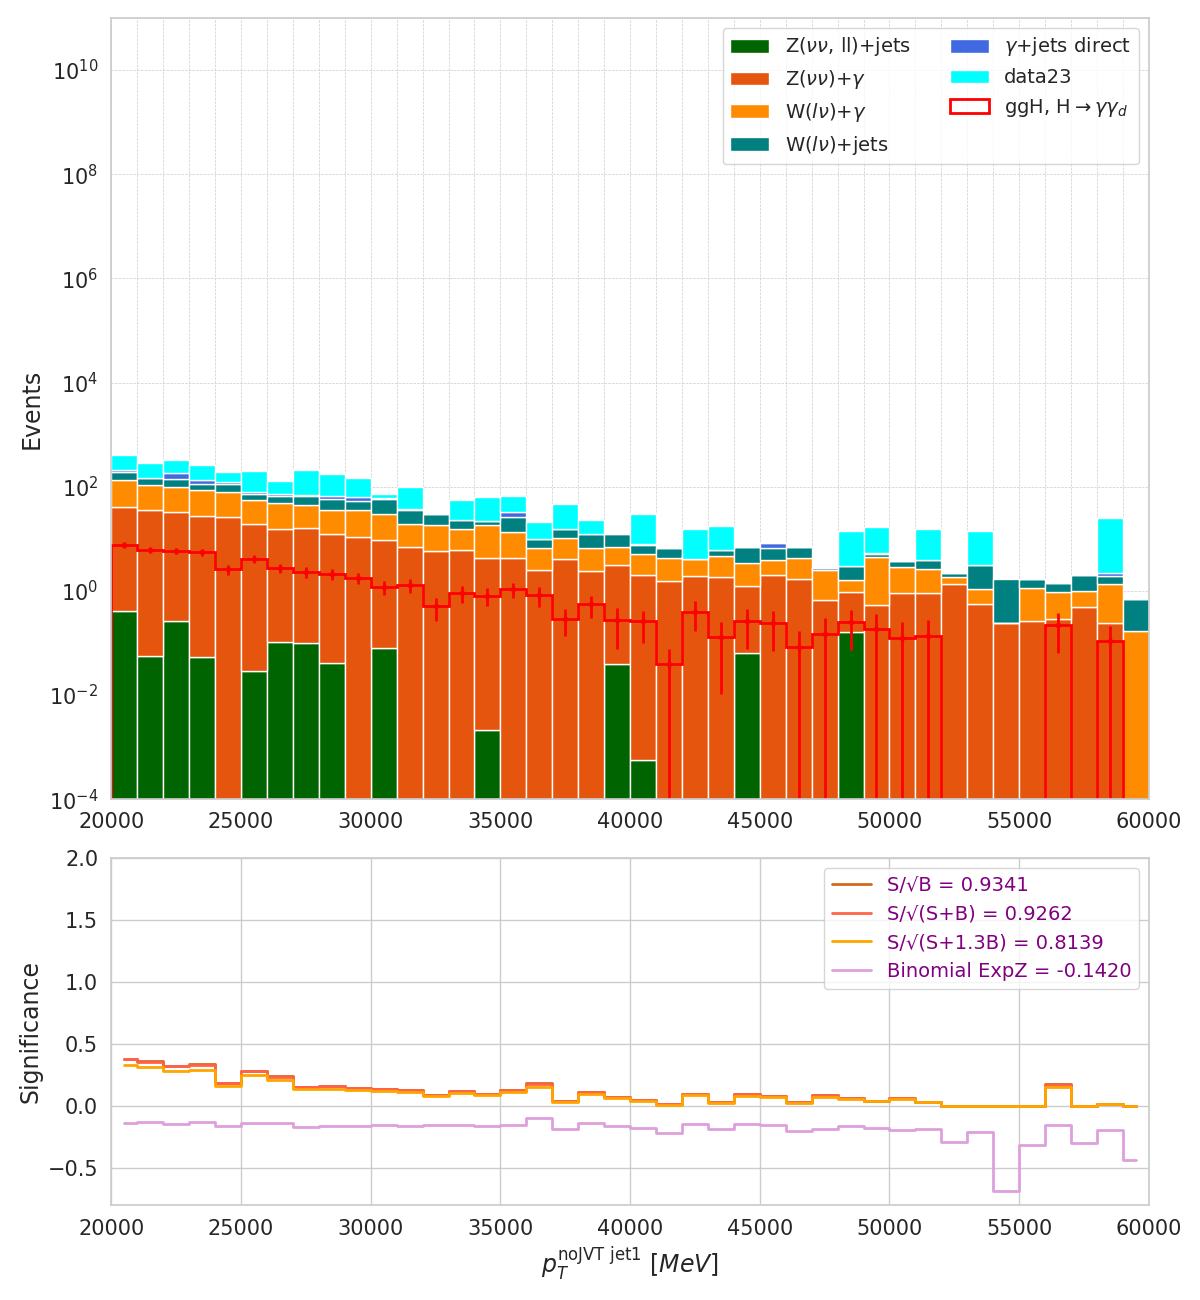 Z(νν, ll)+jets
Z(νν)+γ
W(lν)+γ
W(lν)+jets
γ+jets direct
data23
ggH, H→γγ_d
Events
10^10
10^8
10^6
10^4
10^2
10^0
10^−2
10^−4
20000 25000 30000 35000 40000 45000 50000 55000 60000
S/√B = 0.9341
S/√(S+B) = 0.9262
S/√(S+1.3B) = 0.8139
Binomial ExpZ = -0.1420
Significance
2.0
1.5
1.0
0.5
0.0
−0.5
20000 25000 30000 35000 40000 45000 50000 55000 60000
p_T^noJVT jet1 [MeV]